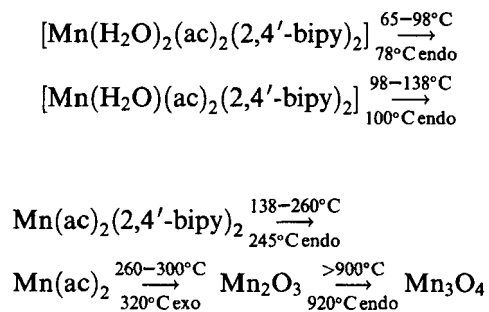 [Mn(H2O)₂(ac)₂(2,4′-bipy)₂] 65–98°C → 78°C endo
[Mn(H2O)(ac)₂(2,4′-bipy)₂] 98–138°C → 100°C endo
Mn(ac)₂(2,4′-bipy)₂ 138–260°C → 245°C endo
Mn(ac)₂ 260–300°C → 320°C exo Mn₂O₃ >900°C → 920°C endo Mn₃O₄